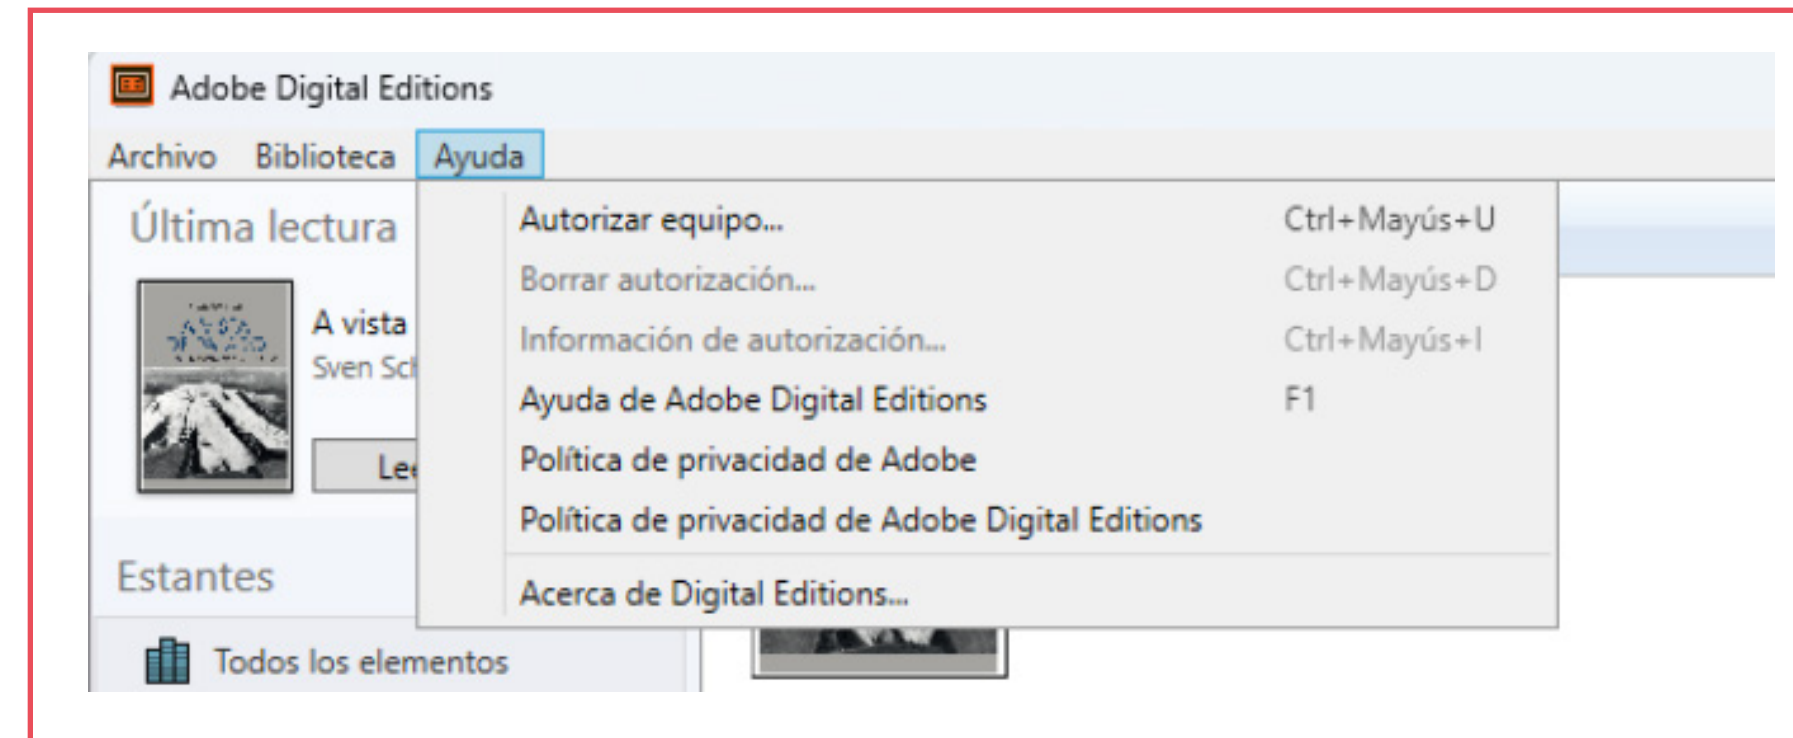 Adobe Digital Editions
Archivo Biblioteca Ayuda
Última lectura
A vista
Sven
Autorizar equipo... Ctrl+Mayús+U
Borrar autorización... Ctrl+Mayús+D
Información de autorización... Ctrl+Mayús+I
Ayuda de Adobe Digital Editions F1
Política de privacidad de Adobe
Política de privacidad de Adobe Digital Editions
Acerca de Digital Editions...
Estantes
Todos los elementos